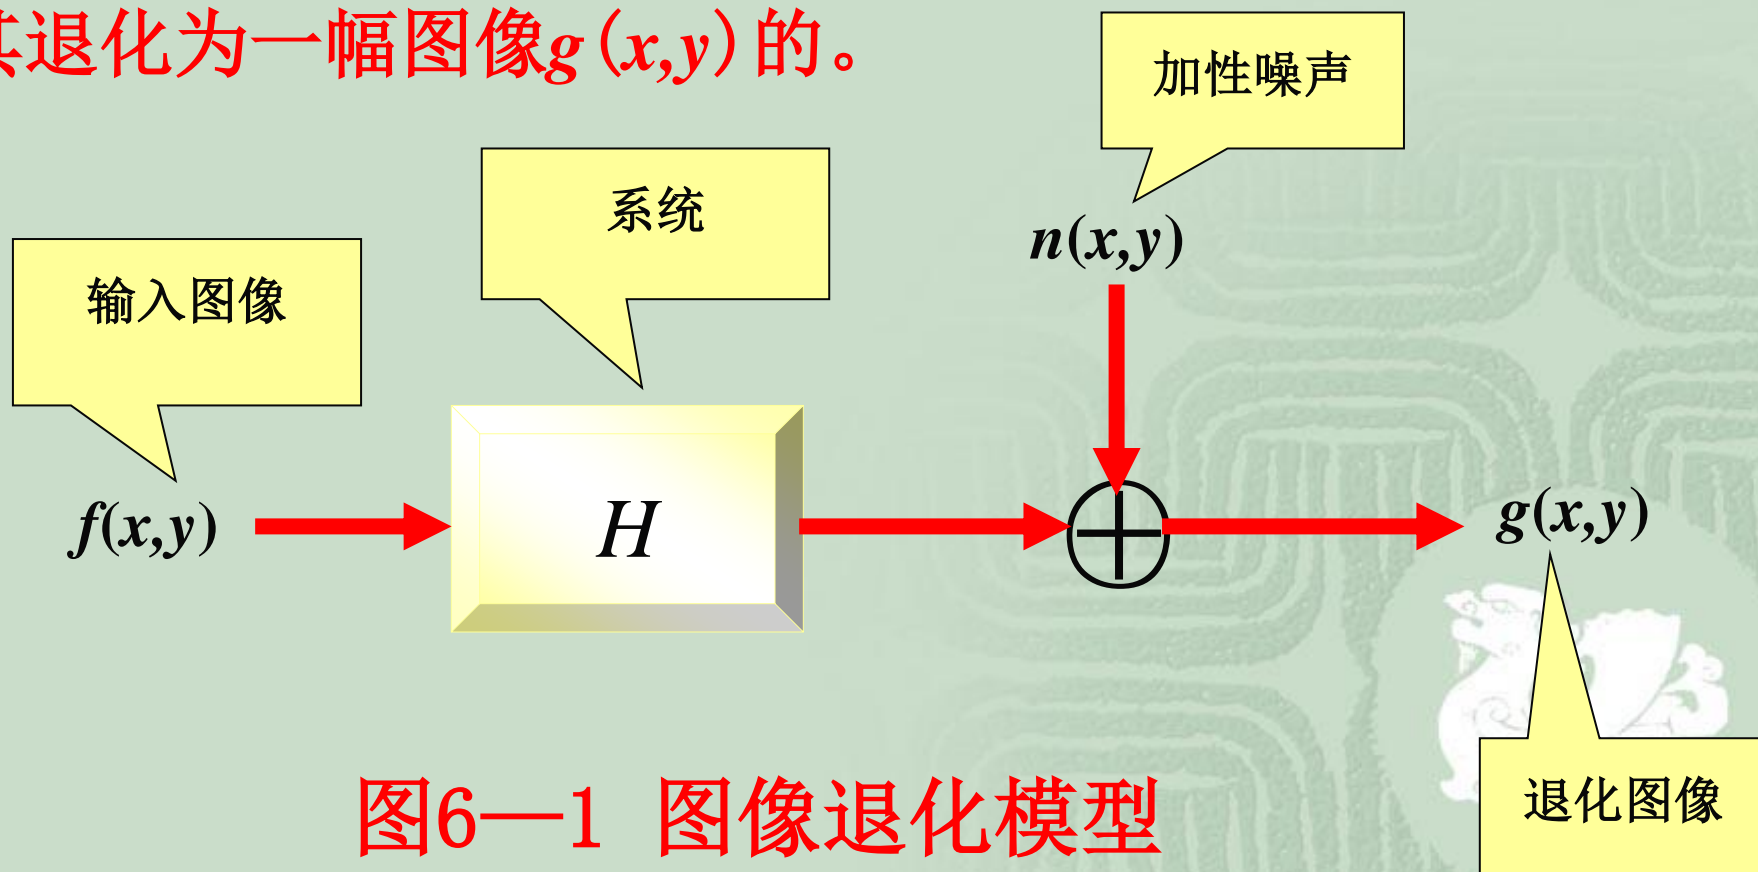 退化为一幅图像g(x,y)的。
加性噪声
系统
n(x,y)
输入图像
f(x,y)
H
g(x,y)
退化图像
图6—1 图像退化模型